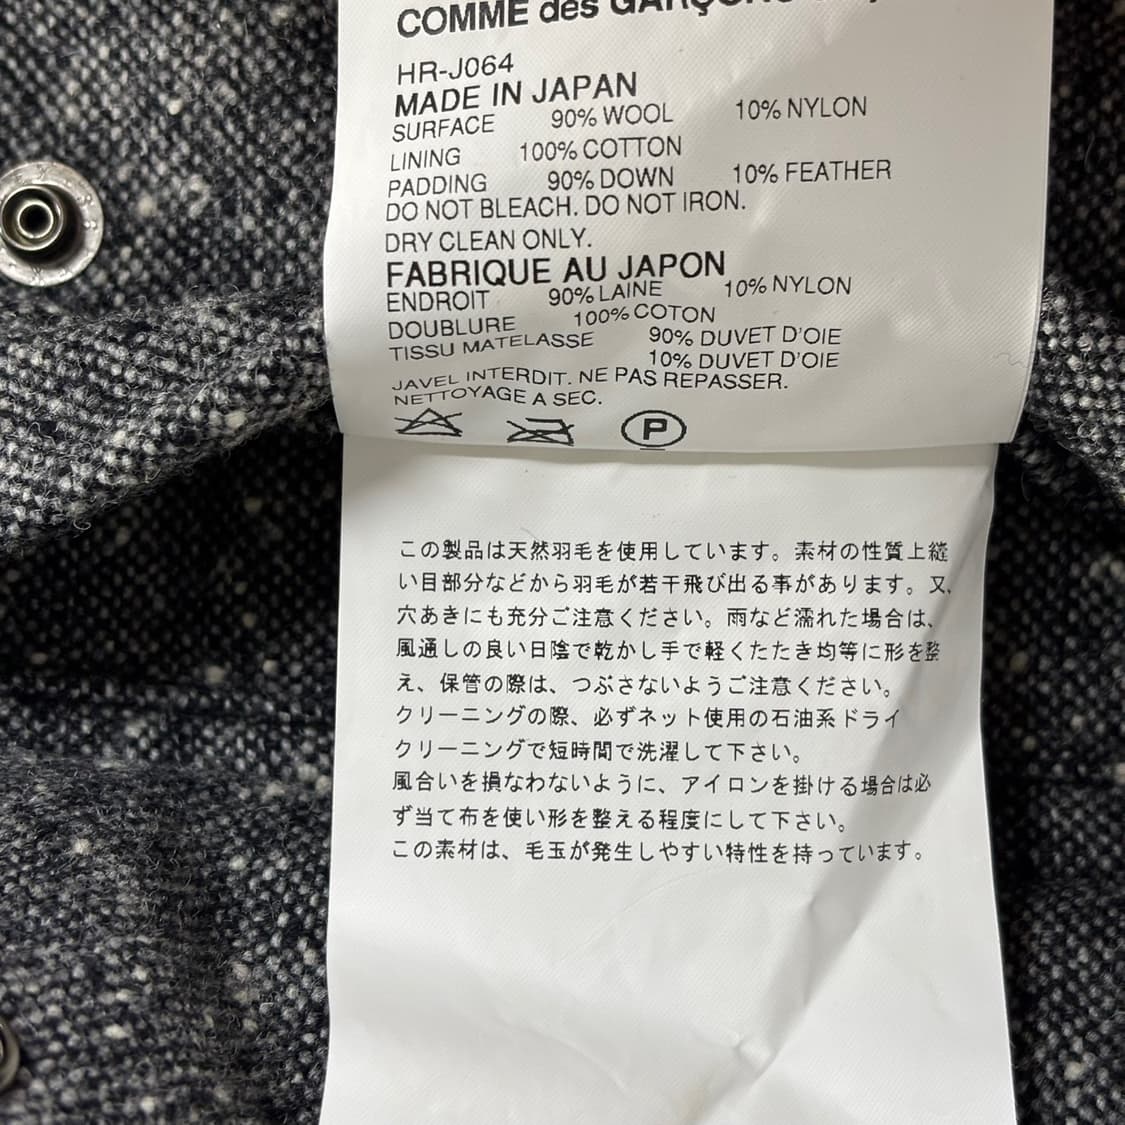 COMME des GARÇONS
HR-J064
MADE IN JAPAN
SURFACE 90% WOOL 10% NYLON
LINING 100% COTTON
PADDING 90% DOWN 10% FEATHER
DO NOT BLEACH. DO NOT IRON.
DRY CLEAN ONLY.
FABRIQUE AU JAPON
ENDROIT 90% LAINE 10% NYLON
DOUBLURE 100% COTON
TISSU MATELASSE 90% DUVET D'OIE
10% DUVET D'OIE
JAVEL INTERDIT. NE PAS REPASSER.
NETTOYAGE A SEC.
P
この製品は天然羽毛を使用しています。素材の性質上縫
い目部分などから羽毛が若干飛び出る事があります。又、
穴あきにも充分ご注意ください。雨など濡れた場合は、
風通しの良い日陰で乾かし手で軽くたたき均等に形を整
え、保管の際は、つぶさないようご注意ください。
クリーニングの際、必ずネット使用の石油系ドライ
クリーニングで短時間で洗濯して下さい。
風合いを損なわないように、アイロンを掛ける場合は必
ず当て布を使い形を整える程度にして下さい。
この素材は、毛玉が発生しやすい特性を持っています。